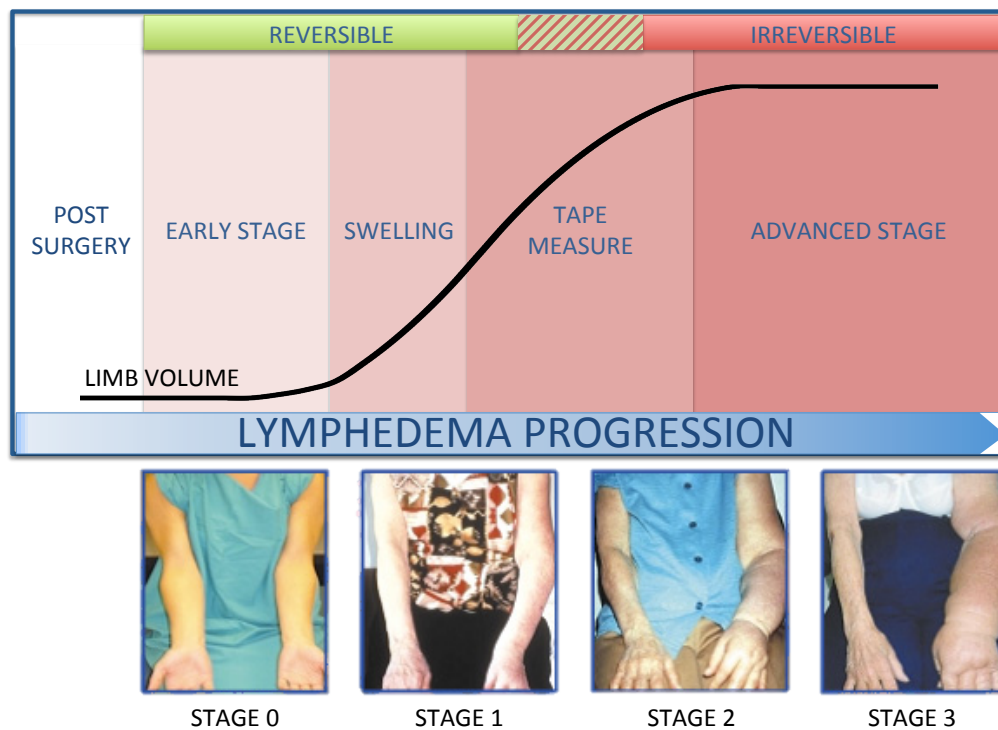 REVERSIBLE
IRREVERSIBLE
POST
SURGERY
EARLY STAGE
SWELLING
TAPE
MEASURE
ADVANCED STAGE
LIMB VOLUME
LYMPHEDEMA PROGRESSION
STAGE 0
STAGE 1
STAGE 2
STAGE 3